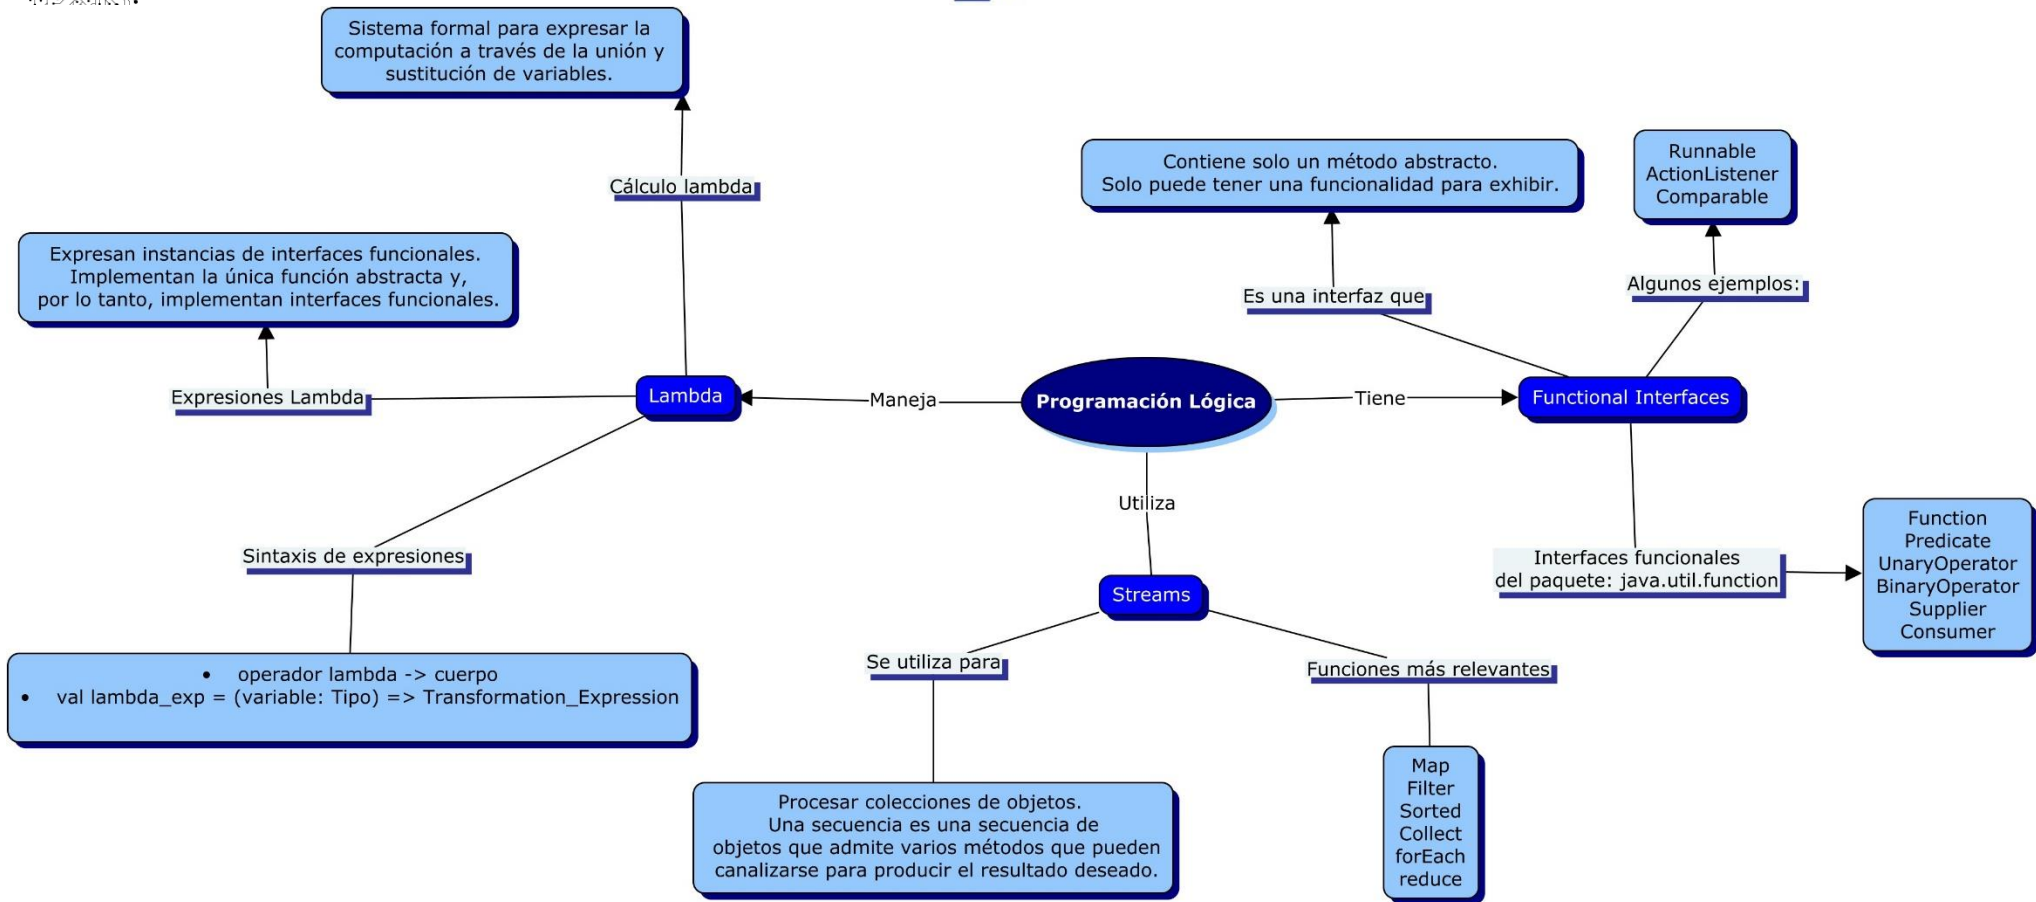 Sistema formal para expresar la
computación a través de la unión y
sustitución de variables.
Cálculo lambda
Expresan instancias de interfaces funcionales.
Implementan la única función abstracta y,
por lo tanto, implementan interfaces funcionales.
Expresiones Lambda
Lambda
Maneja
Programación Lógica
Tiene
Functional Interfaces
Contiene solo un método abstracto.
Solo puede tener una funcionalidad para exhibir.
Es una interfaz que
Runnable
ActionListener
Comparable
Algunos ejemplos:
Interfaces funcionales
del paquete: java.util.function
Function
Predicate
UnaryOperator
BinaryOperator
Supplier
Consumer
Sintaxis de expresiones
• operador lambda -> cuerpo
• val lambda_exp = (variable: Tipo) => Transformation_Expression
Utiliza
Streams
Se utiliza para
Procesar colecciones de objetos.
Una secuencia es una secuencia de
objetos que admite varios métodos que pueden
canalizarse para producir el resultado deseado.
Funciones más relevantes
Map
Filter
Sorted
Collect
forEach
reduce